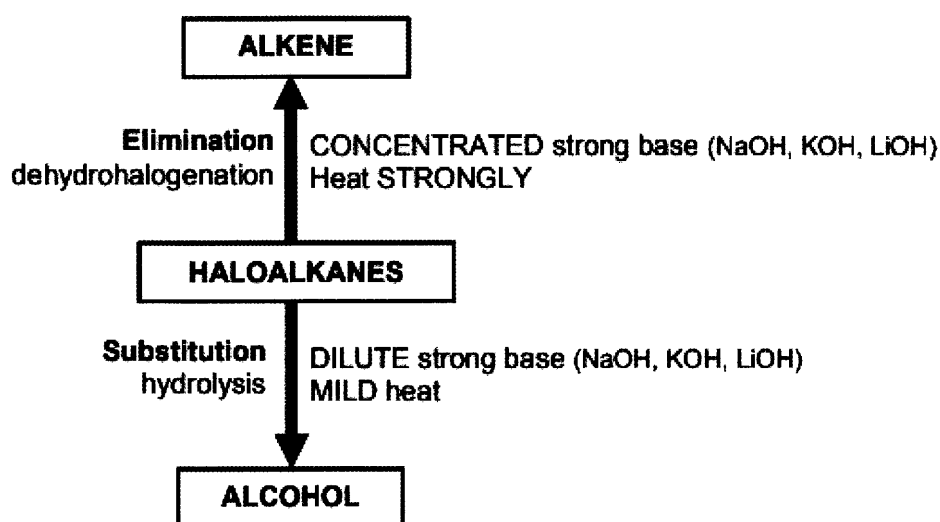 ALKENE
Elimination
dehydrohalogenation
CONCENTRATED strong base (NaOH, KOH, LiOH)
Heat STRONGLY
HALOALKANES
Substitution
hydrolysis
DILUTE strong base (NaOH, KOH, LiOH)
MILD heat
ALCOHOL